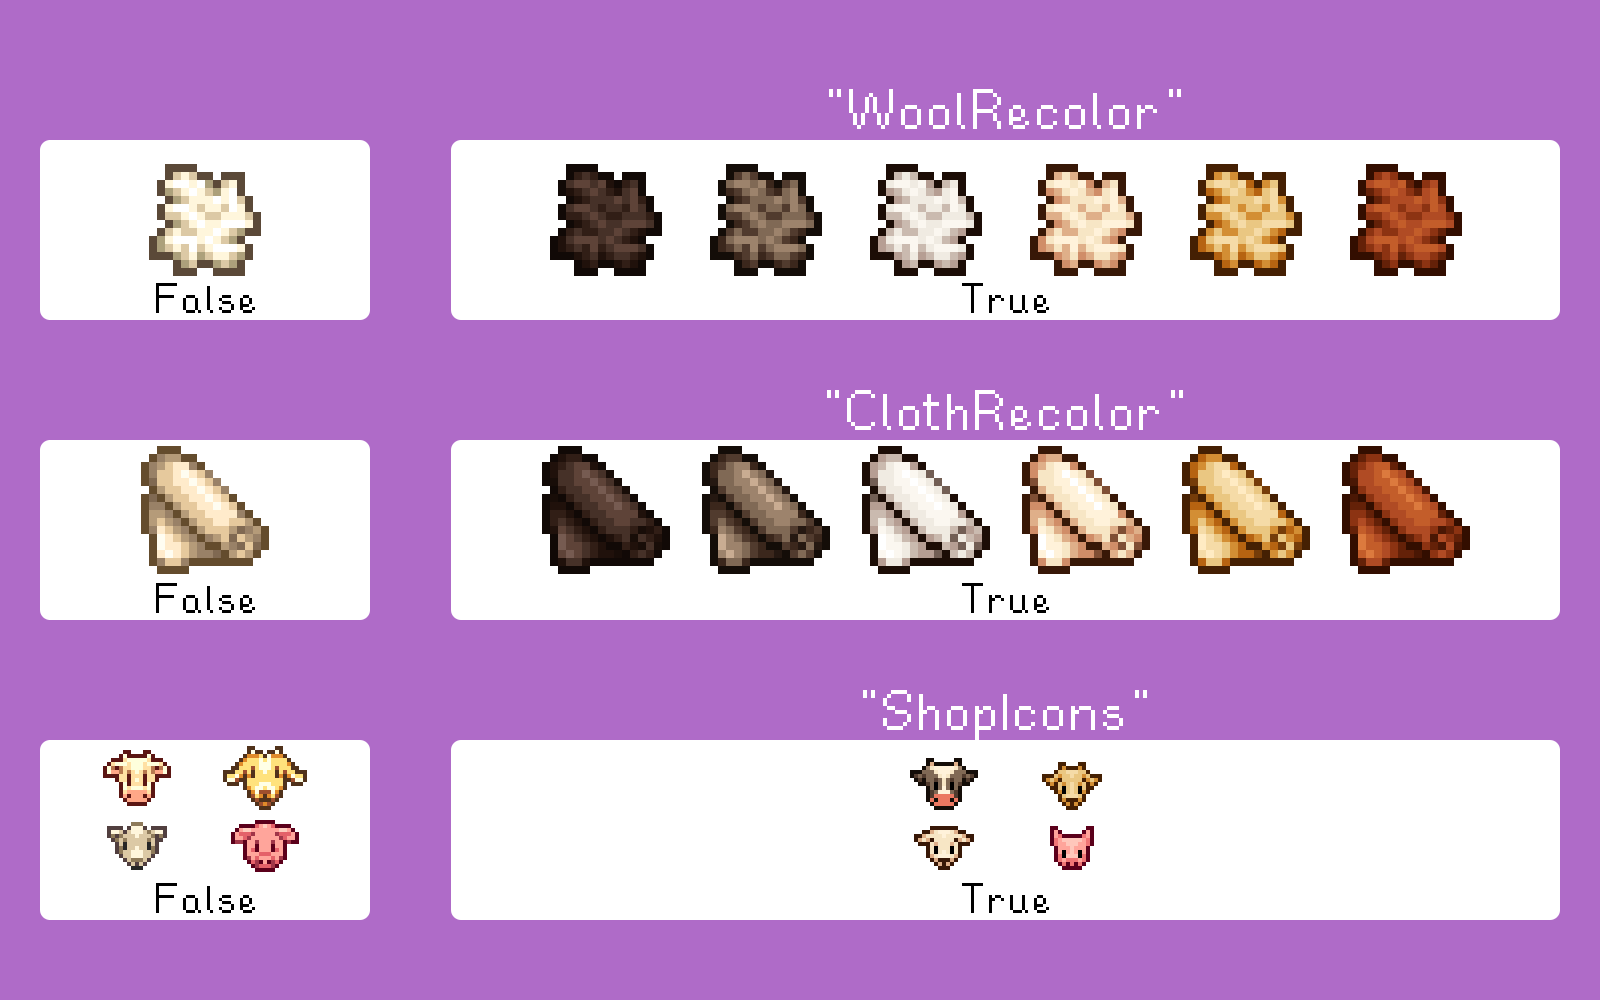 "WoolRecolor"
False
True
"ClothRecolor"
False
True
"ShopIcons"
False
True